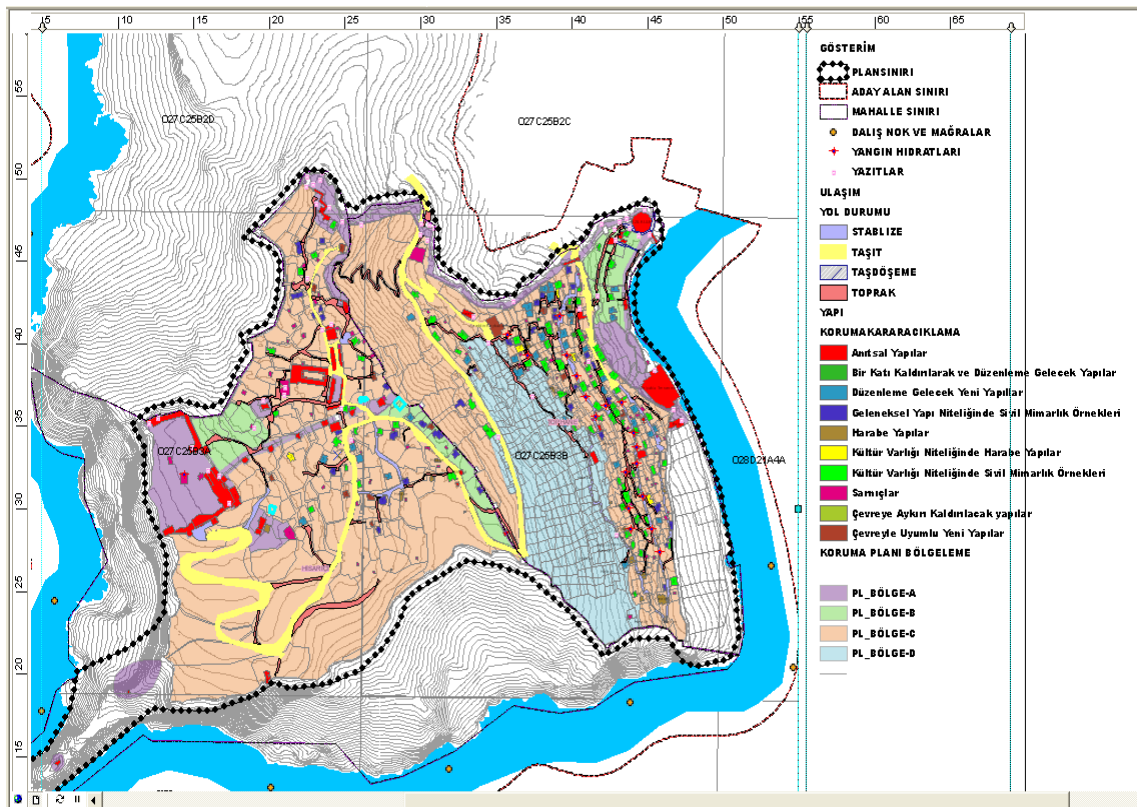 5 10 15 20 25 30 35 40 45 50 55 60 65
55
50
45
40
35
30
25
20
15
O27C25B2D
O27C25B2C
O27C25B3A
O27C25B3B
O28D21A4A
GÖSTERİM
PLANSINIRI
ADAY ALAN SINIRI
MAHALLE SINIRI
DALIŞ NOK VE MAĞRALAR
YANGIN HIDRATLARI
YAZITLAR
ULAŞIM
YOL DURUMU
STABLIZE
TAŞIT
TAŞDÖŞEME
TOPRAK
YAPI
KORUMAKARARACIKLAMA
Anıtsal Yapılar
Bir Katı Kaldırılarak ve Düzenleme Gelecek Yapılar
Düzenleme Gelecek Yeni Yapılar
Geleneksel Yapı Niteliğinde Sivil Mimarlık Örnekleri
Harabe Yapılar
Kültür Varlığı Niteliğinde Harabe Yapılar
Kültür Varlığı Niteliğinde Sivil Mimarlık Örnekleri
Sarnıçlar
Çevreye Aykırı Kaldırılacak yapılar
Çevreyle Uyumlu Yeni Yapılar
KORUMA PLANI BÖLGELEME
PL_BÖLGE-A
PL_BÖLGE-B
PL_BÖLGE-C
PL_BÖLGE-D